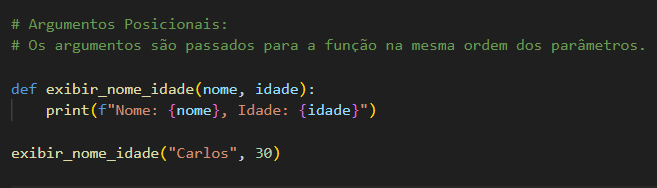 # Argumentos Posicionais:
# Os argumentos são passados para a função na mesma ordem dos parâmetros.
def exibir_nome_idade(nome, idade):
    print(f"Nome: {nome}, Idade: {idade}")
exibir_nome_idade("Carlos", 30)